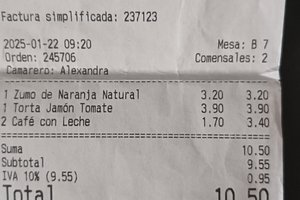 Factura simplificada: 237123
2025-01-22 09:20 Mesa: B 7
Orden: 245706 Comensales: 2
Camarero: Alexandra
1 Zumo de Naranja Natural 3.20 3.20
1 Torta Jamón Tomate 3.90 3.90
2 Café con Leche 1.70 3.40
Suma 10.50
Subtotal 9.55
IVA 10% (9.55) 0.95
Total 10.50